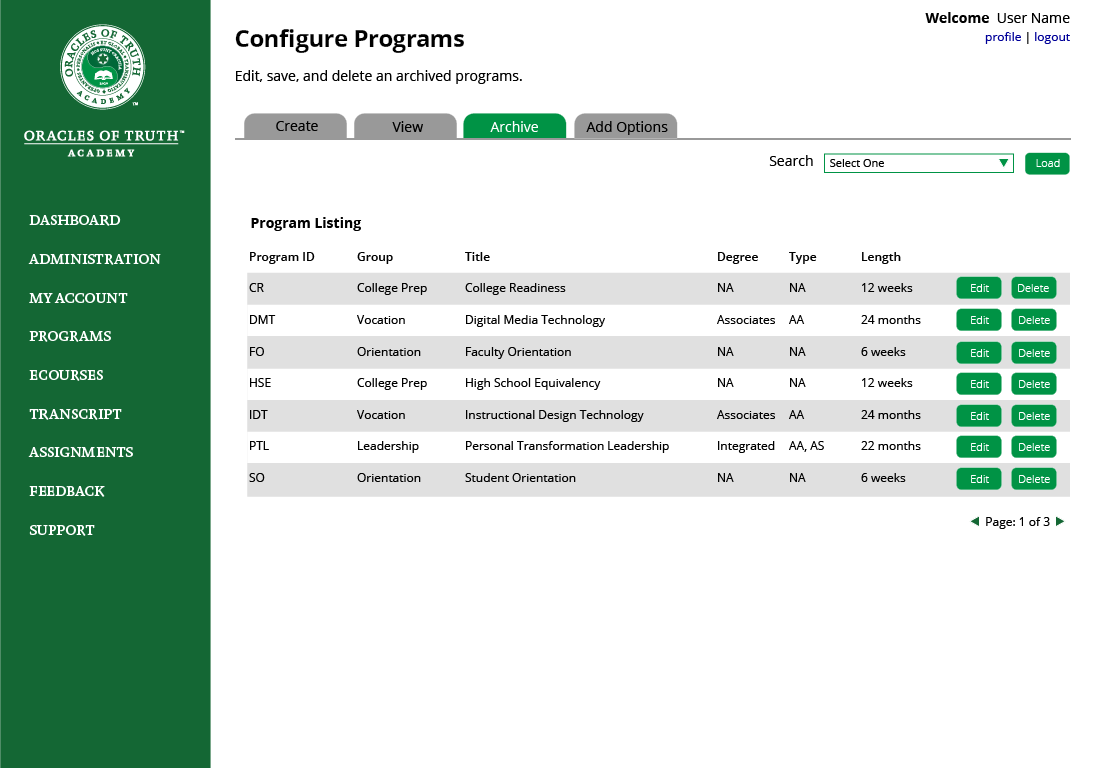 ORACLES OF TRUTH
ACADEMY
ORACLES OF TRUTH™
ACADEMY
DASHBOARD
ADMINISTRATION
MY ACCOUNT
PROGRAMS
ECOURSES
TRANSCRIPT
ASSIGNMENTS
FEEDBACK
SUPPORT
Welcome User Name
profile | logout
Configure Programs
Edit, save, and delete an archived programs.
Create View Archive Add Options
Search Select One Load
Program Listing
Program ID Group Title Degree Type Length
CR College Prep College Readiness NA NA 12 weeks Edit Delete
DMT Vocation Digital Media Technology Associates AA 24 months Edit Delete
FO Orientation Faculty Orientation NA NA 6 weeks Edit Delete
HSE College Prep High School Equivalency NA NA 12 weeks Edit Delete
IDT Vocation Instructional Design Technology Associates AA 24 months Edit Delete
PTL Leadership Personal Transformation Leadership Integrated AA, AS 22 months Edit Delete
SO Orientation Student Orientation NA NA 6 weeks Edit Delete
Page: 1 of 3